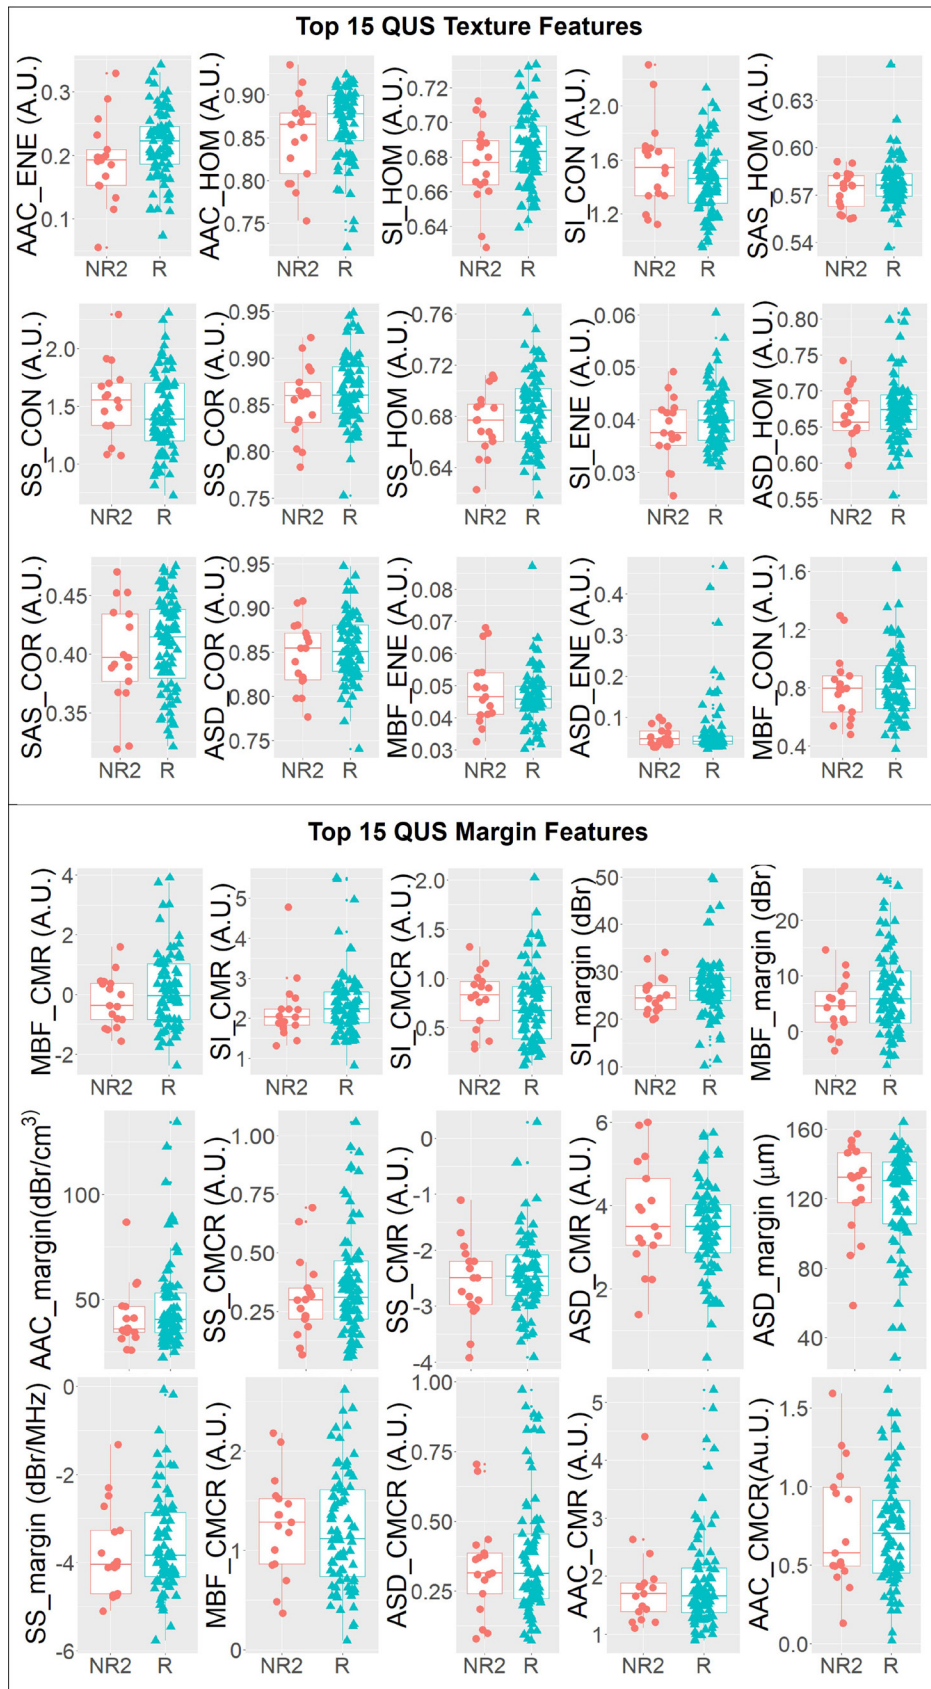 Top 15 QUS Texture Features
AAC_ENE (A.U.)
0.3
0.2
0.1
NR2 R
AAC_HOM (A.U.)
0.90
0.85
0.80
0.75
NR2 R
SI_HOM (A.U.)
0.72
0.70
0.68
0.66
0.64
NR2 R
SI_CON (A.U.)
2.0
1.6
1.2
NR2 R
SAS_HOM (A.U.)
0.63
0.60
0.57
0.54
NR2 R
SS_CON (A.U.)
2.0
1.5
1.0
NR2 R
SS_COR (A.U.)
0.95
0.90
0.85
0.80
0.75
NR2 R
SS_HOM (A.U.)
0.76
0.72
0.68
0.64
NR2 R
SI_ENE (A.U.)
0.06
0.05
0.04
0.03
NR2 R
ASD_HOM (A.U.)
0.80
0.75
0.70
0.65
0.60
0.55
NR2 R
SAS_COR (A.U.)
0.45
0.40
0.35
NR2 R
ASD_COR (A.U.)
0.95
0.90
0.85
0.80
0.75
NR2 R
MBF_ENE (A.U.)
0.08
0.07
0.06
0.05
0.04
0.03
NR2 R
ASD_ENE (A.U.)
0.4
0.3
0.2
0.1
NR2 R
MBF_CON (A.U.)
1.6
1.2
0.8
0.4
NR2 R
Top 15 QUS Margin Features
MBF_CMR (A.U.)
4
2
0
-2
NR2 R
SI_CMR (A.U.)
5
4
3
2
1
NR2 R
SI_CMCR (A.U.)
2.0
1.5
1.0
0.5
NR2 R
SI_margin (dBr)
50
40
30
20
10
NR2 R
MBF_margin (dBr)
20
10
0
NR2 R
AAC_margin(dBr/cm³)
100
50
SS_CMCR (A.U.)
1.00
0.75
0.50
0.25
SS_CMR (A.U.)
0
-1
-2
-3
-4
ASD_CMR (A.U.)
6
4
2
ASD_margin (μm)
160
120
80
40
SS_margin (dBr/MHz)
0
-2
-4
-6
NR2 R
MBF_CMCR (A.U.)
2
1
0
NR2 R
ASD_CMCR (A.U.)
1.00
0.75
0.50
0.25
NR2 R
AAC_CMR (A.U.)
5
4
3
2
1
NR2 R
AAC_CMCR(Au.U.)
1.5
1.0
0.5
0.0
NR2 R